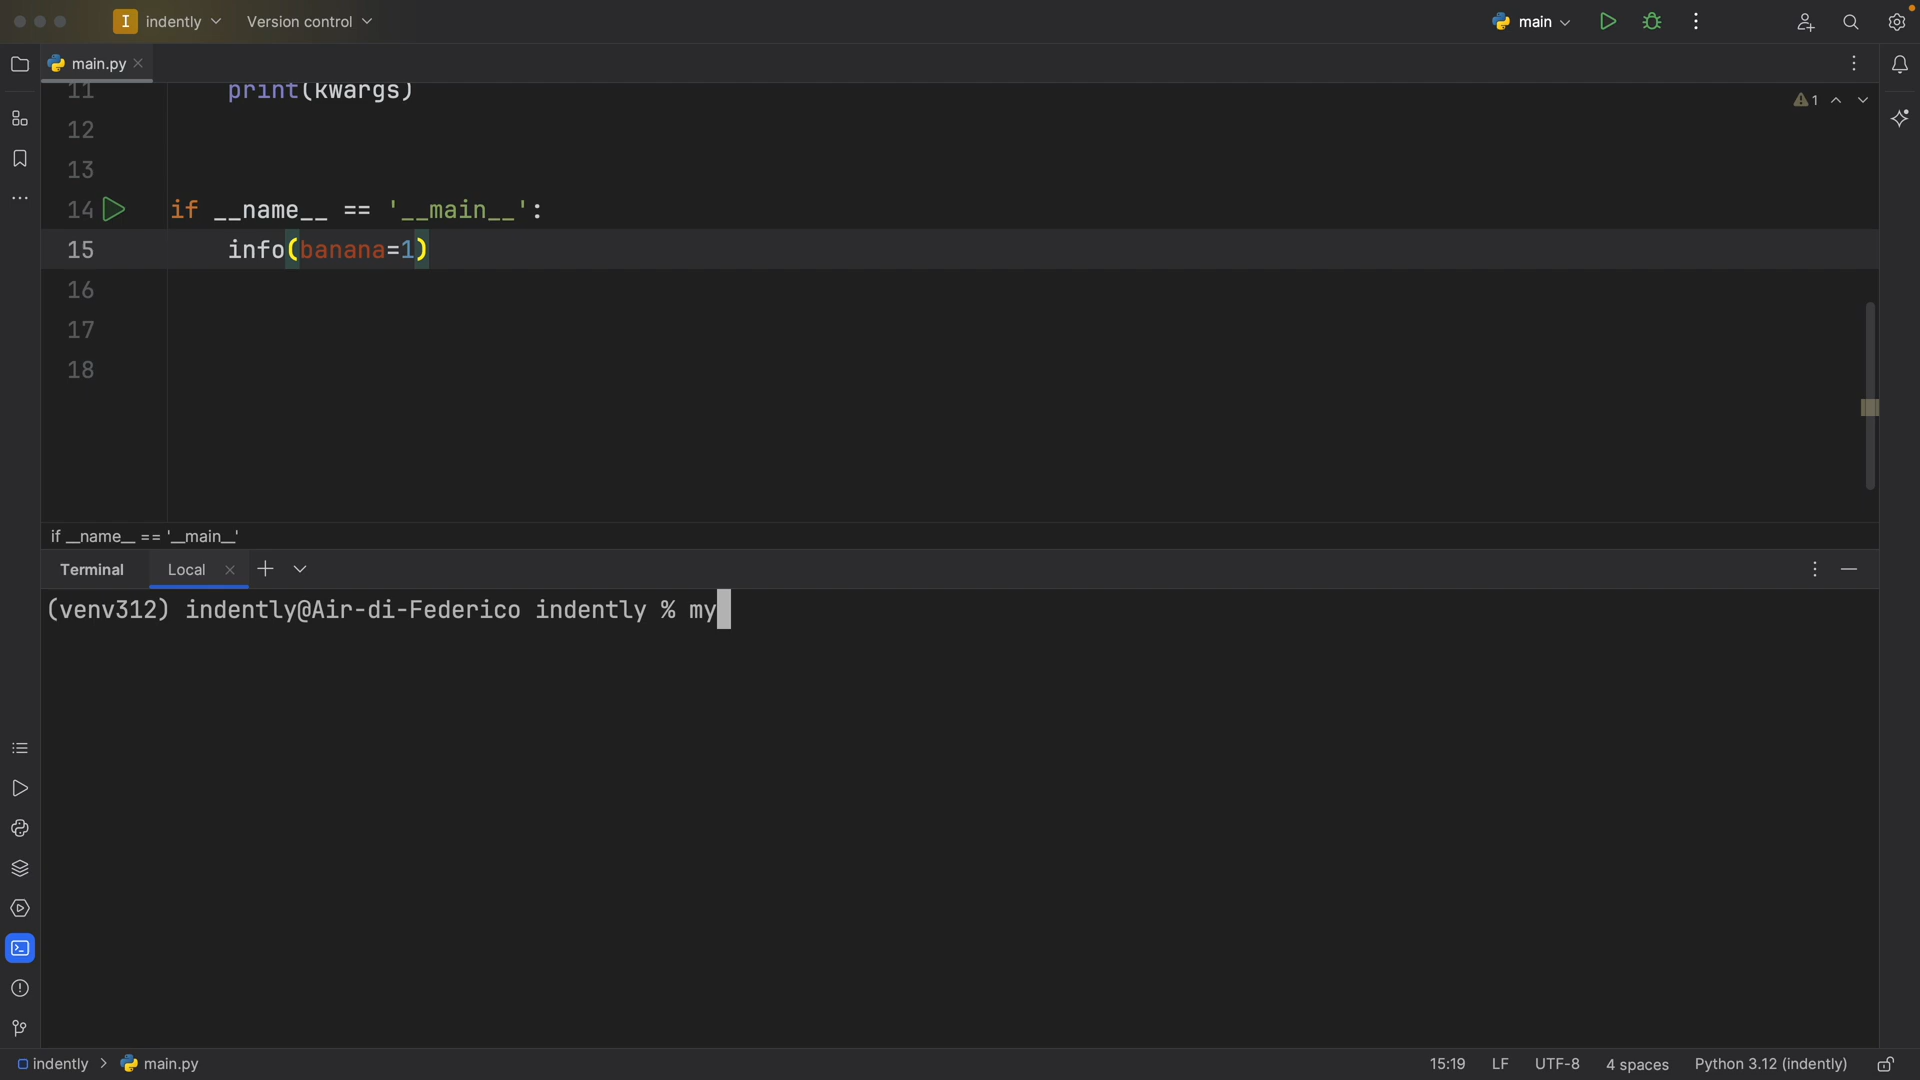 I indently Version control main
main.py
11 print(kwargs)
1
12
13
14 if __name__ == '__main__':
15 info(banana=1)
16
17
18
if __name__ == '__main__'
Terminal Local
(venv312) indently@Air-di-Federico indently % my
indently > main.py 15:19 LF UTF-8 4 spaces Python 3.12 (indently)